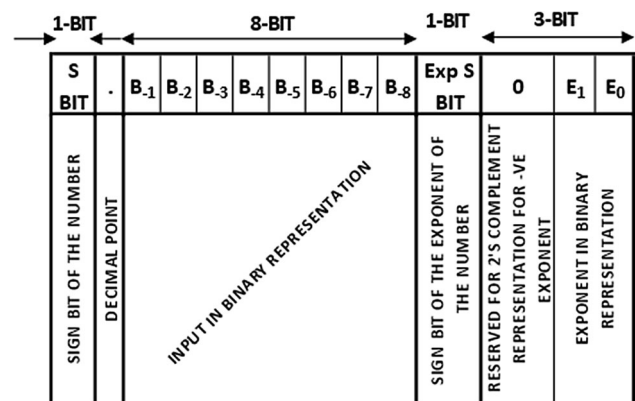 1-BIT 8-BIT 1-BIT 3-BIT
S BIT . B-1 B-2 B-3 B-4 B-5 B-6 B-7 B-8 Exp S BIT 0 E1 E0
SIGN BIT OF THE NUMBER
DECIMAL POINT
INPUT IN BINARY REPRESENTATION
SIGN BIT OF THE EXPONENT OF
THE NUMBER
RESERVED FOR 2'S COMPLEMENT
REPRESENTATION FOR -VE
EXPONENT
EXPONENT IN BINARY
REPRESENTATION